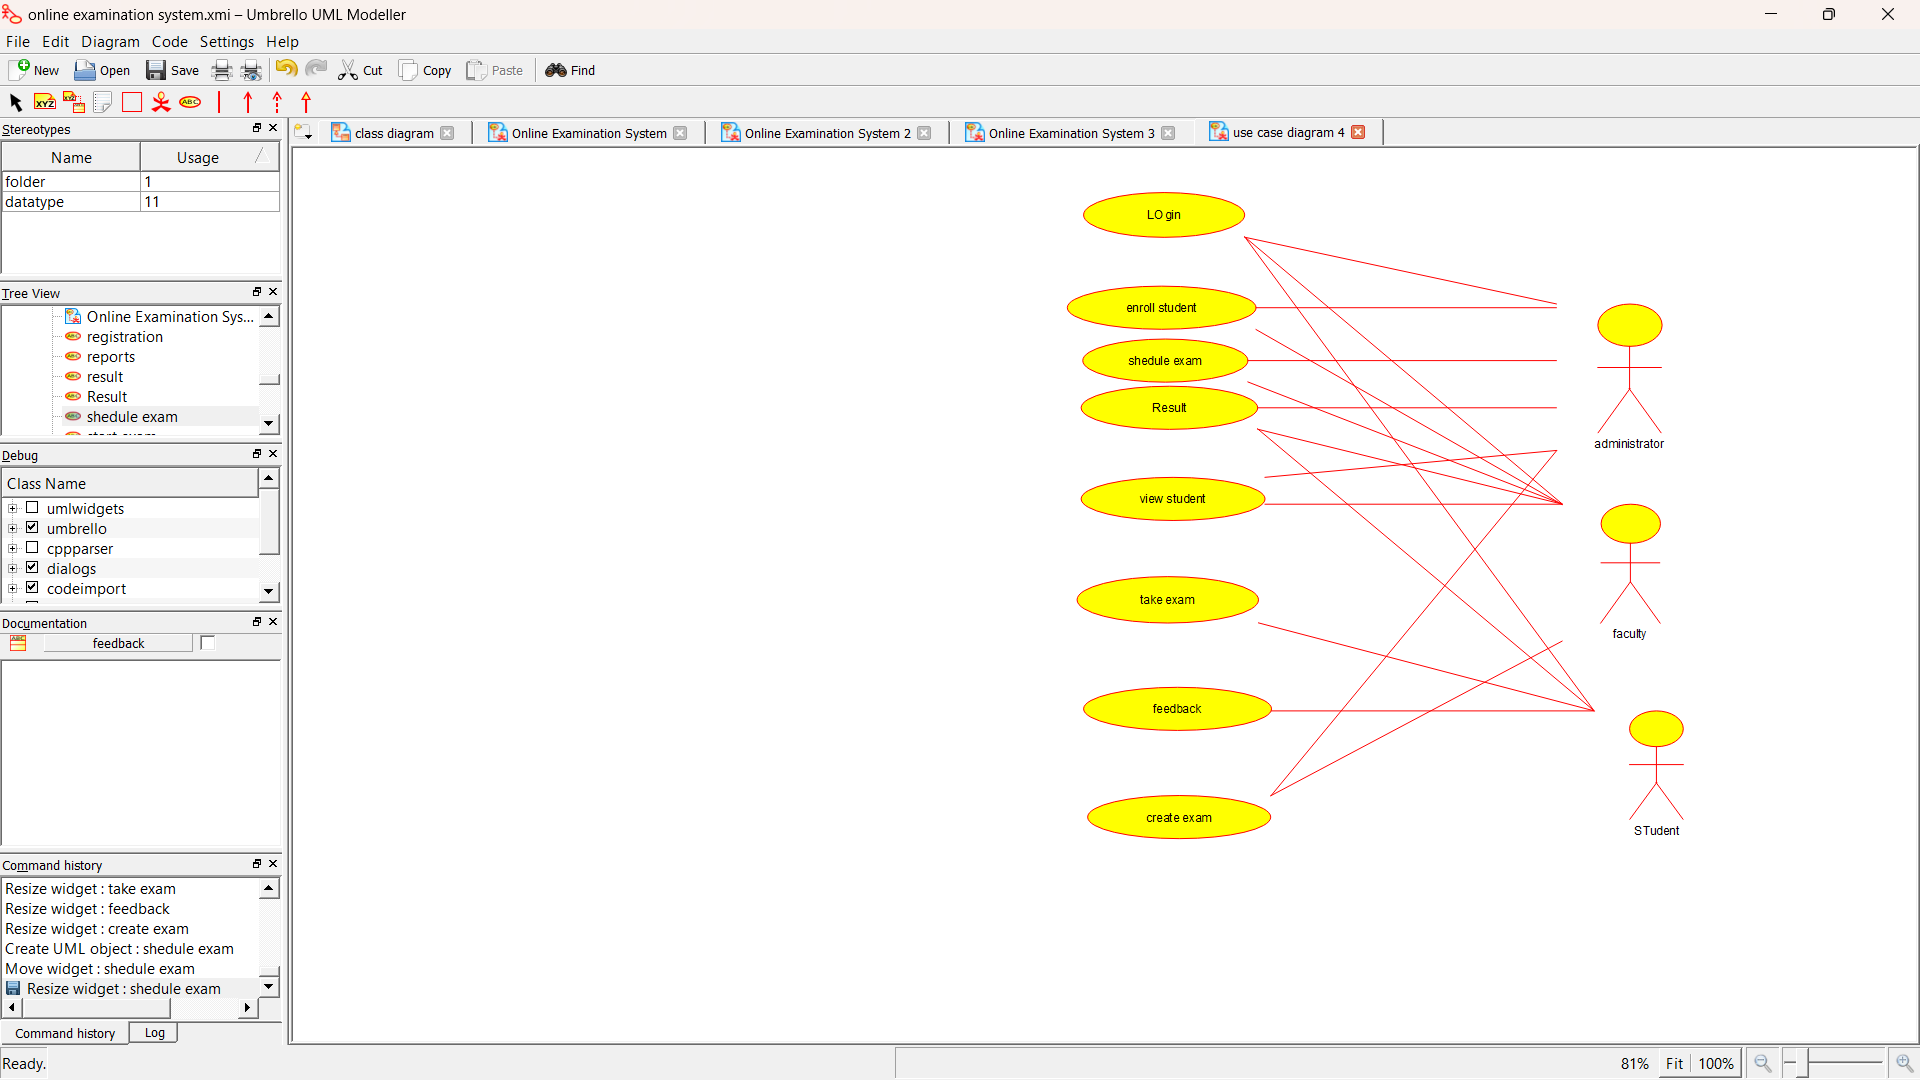 online examination system.xmi – Umbrello UML Modeller
File Edit Diagram Code Settings Help
New Open Save Cut Copy Paste Find
XYZ XYZ ABC
Stereotypes
Name Usage
folder 1
datatype 11
Tree View
Online Examination Sys...
registration
reports
result
Result
shedule exam
Debug
Class Name
umlwidgets
umbrello
cppparser
dialogs
codeimport
Documentation
feedback
Command history
Resize widget : take exam
Resize widget : feedback
Resize widget : create exam
Create UML object : shedule exam
Move widget : shedule exam
Resize widget : shedule exam
Command history Log
Ready.
class diagram Online Examination System Online Examination System 2 Online Examination System 3 use case diagram 4
LO gin
enroll student
shedule exam
Result
administrator
view student
take exam
faculty
feedback
create exam
STudent
81% Fit 100%